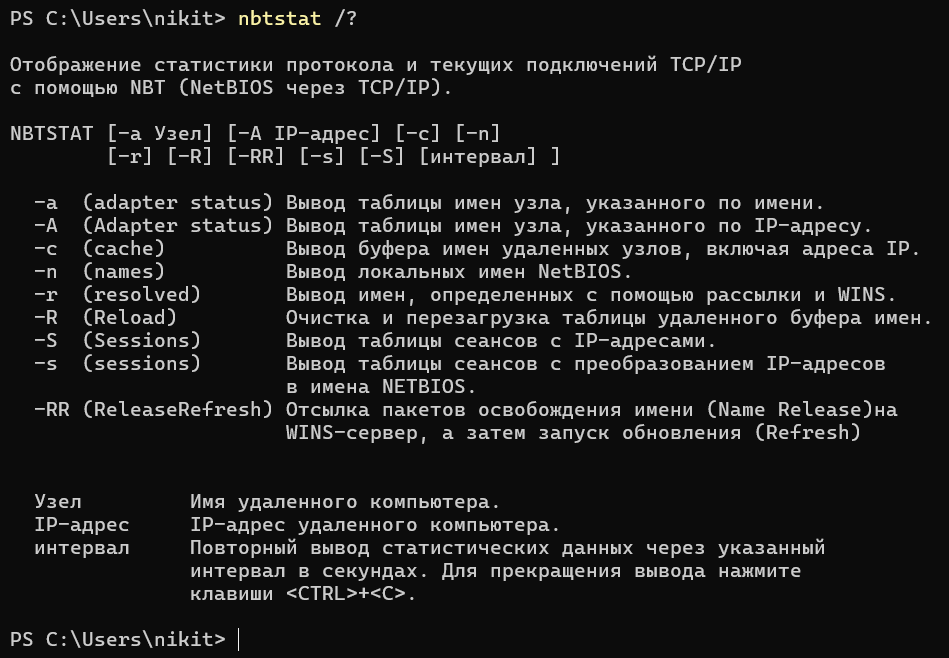 PS C:\Users\nikit> nbtstat /?
Отображение статистики протокола и текущих подключений TCP/IP
с помощью NBT (NetBIOS через TCP/IP).
NBTSTAT [-a Узел] [-A IP-адрес] [-c] [-n]
[-r] [-R] [-RR] [-s] [-S] [интервал] ]
-a (adapter status) Вывод таблицы имен узла, указанного по имени.
-A (Adapter status) Вывод таблицы имен узла, указанного по IP-адресу.
-c (cache) Вывод буфера имен удаленных узлов, включая адреса IP.
-n (names) Вывод локальных имен NetBIOS.
-r (resolved) Вывод имен, определенных с помощью рассылки и WINS.
-R (Reload) Очистка и перезагрузка таблицы удаленного буфера имен.
-S (Sessions) Вывод таблицы сеансов с IP-адресами.
-s (sessions) Вывод таблицы сеансов с преобразованием IP-адресов
в имена NETBIOS.
-RR (ReleaseRefresh) Отсылка пакетов освобождения имени (Name Release)на
WINS-сервер, а затем запуск обновления (Refresh)
Узел Имя удаленного компьютера.
IP-адрес IP-адрес удаленного компьютера.
интервал Повторный вывод статистических данных через указанный
интервал в секундах. Для прекращения вывода нажмите
клавиши <CTRL>+<C>.
PS C:\Users\nikit>